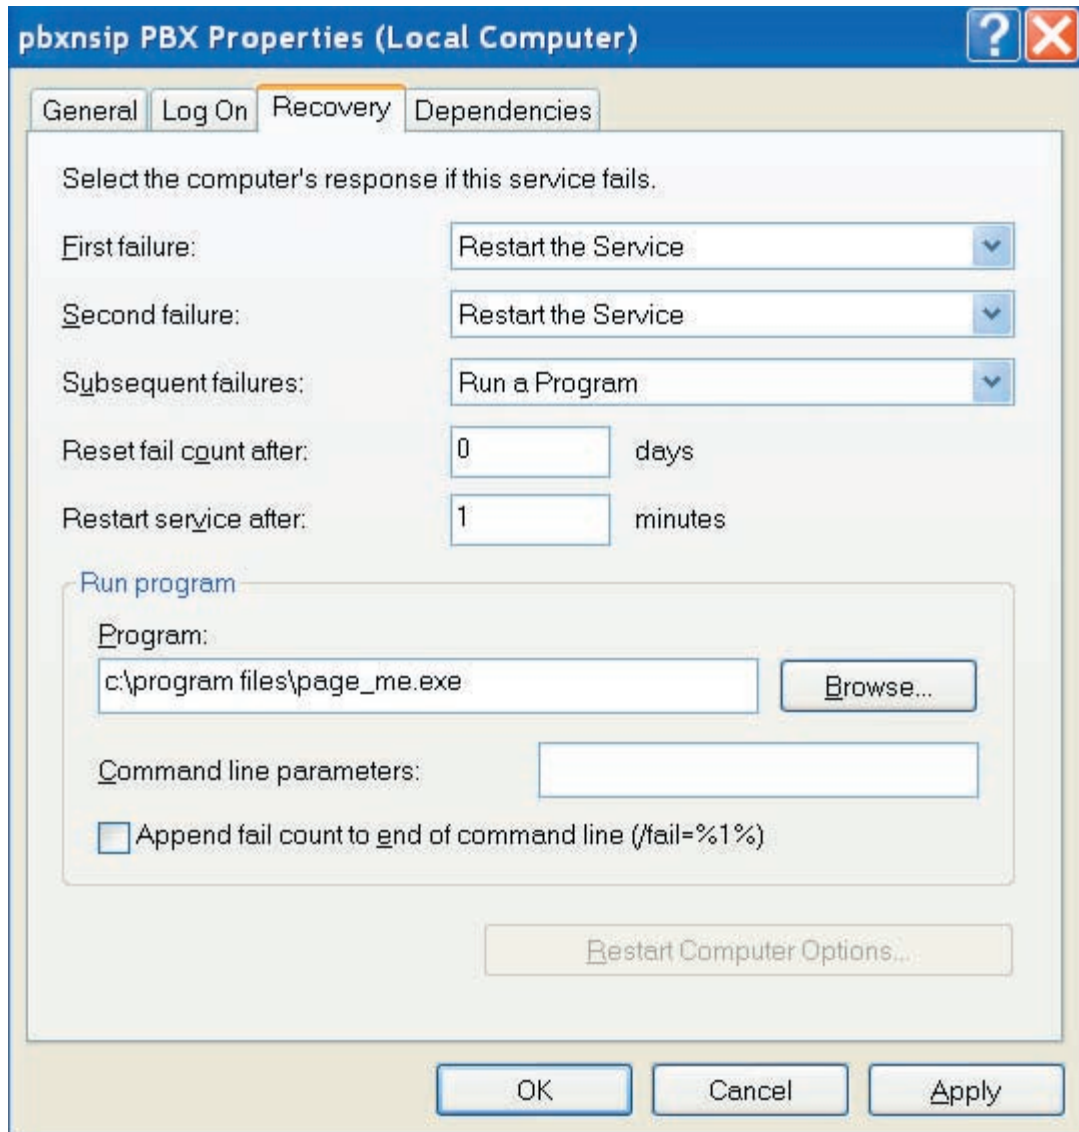 pbxnsip PBX Properties (Local Computer)
General Log On Recovery Dependencies
Select the computer's response if this service fails.
First failure: Restart the Service
Second failure: Restart the Service
Subsequent failures: Run a Program
Reset fail count after: 0 days
Restart service after: 1 minutes
Run program
Program:
c:\program files\page_me.exe Browse...
Command line parameters:
Append fail count to end of command line (/fail=%1%)
Restart Computer Options...
OK Cancel Apply